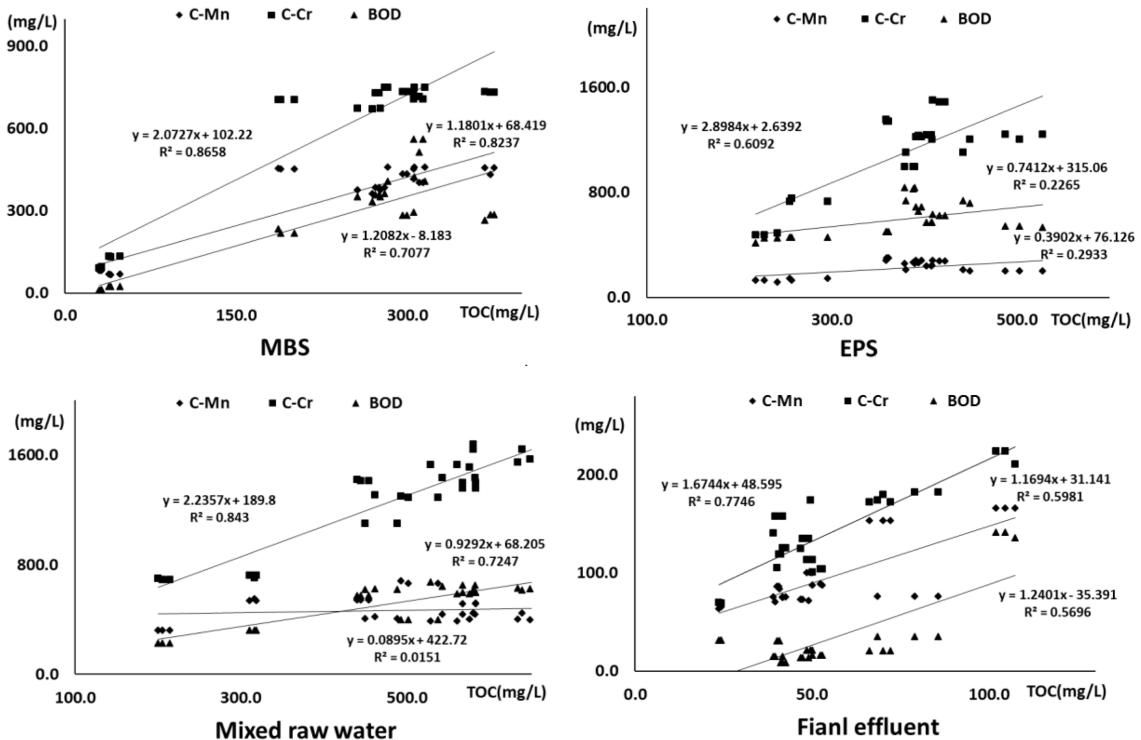 (mg/L)
C-Mn C-Cr BOD
900.0
600.0
300.0
0.0
y = 2.0727x + 102.22
R² = 0.8658
y = 1.1801x + 68.419
R² = 0.8237
y = 1.2082x - 8.183
R² = 0.7077
0.0 150.0 300.0 TOC(mg/L)
MBS
(mg/L)
C-Mn C-Cr BOD
1600.0
800.0
0.0
y = 2.8984x + 2.6392
R² = 0.6092
y = 0.7412x + 315.06
R² = 0.2265
y = 0.3902x + 76.126
R² = 0.2933
100.0 300.0 500.0 TOC(mg/L)
EPS
C-Mn C-Cr BOD
(mg/L)
1600.0
800.0
0.0
y = 2.2357x + 189.8
R² = 0.843
y = 0.9292x + 68.205
R² = 0.7247
y = 0.0895x + 422.72
R² = 0.0151
100.0 300.0 500.0 TOC(mg/L)
Mixed raw water
C-Mn C-Cr BOD
(mg/L)
200.0
100.0
0.0
y = 1.6744x + 48.595
R² = 0.7746
y = 1.1694x + 31.141
R² = 0.5981
y = 1.2401x - 35.391
R² = 0.5696
0.0 50.0 100.0 TOC(mg/L)
Fianl effluent